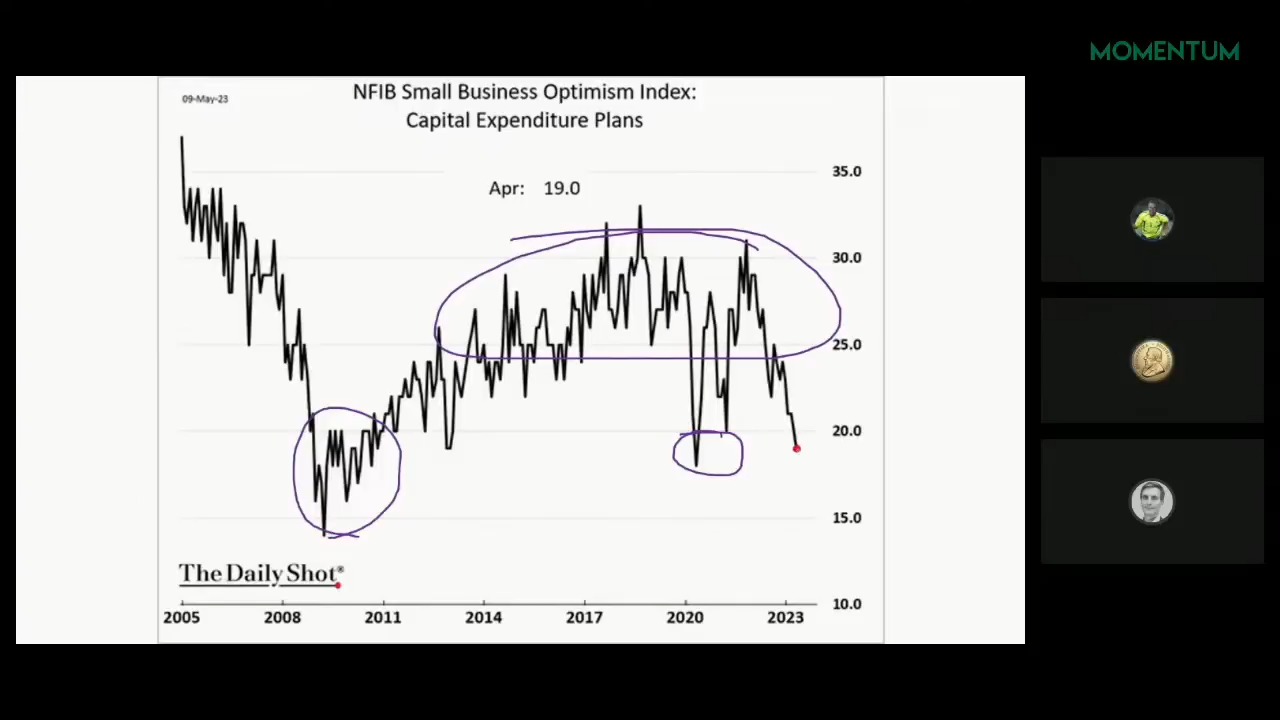 MOMENTUM
09-May-23
NFIB Small Business Optimism Index:
Capital Expenditure Plans
Apr: 19.0
35.0
30.0
25.0
20.0
15.0
10.0
The Daily Shot®
2005 2008 2011 2014 2017 2020 2023